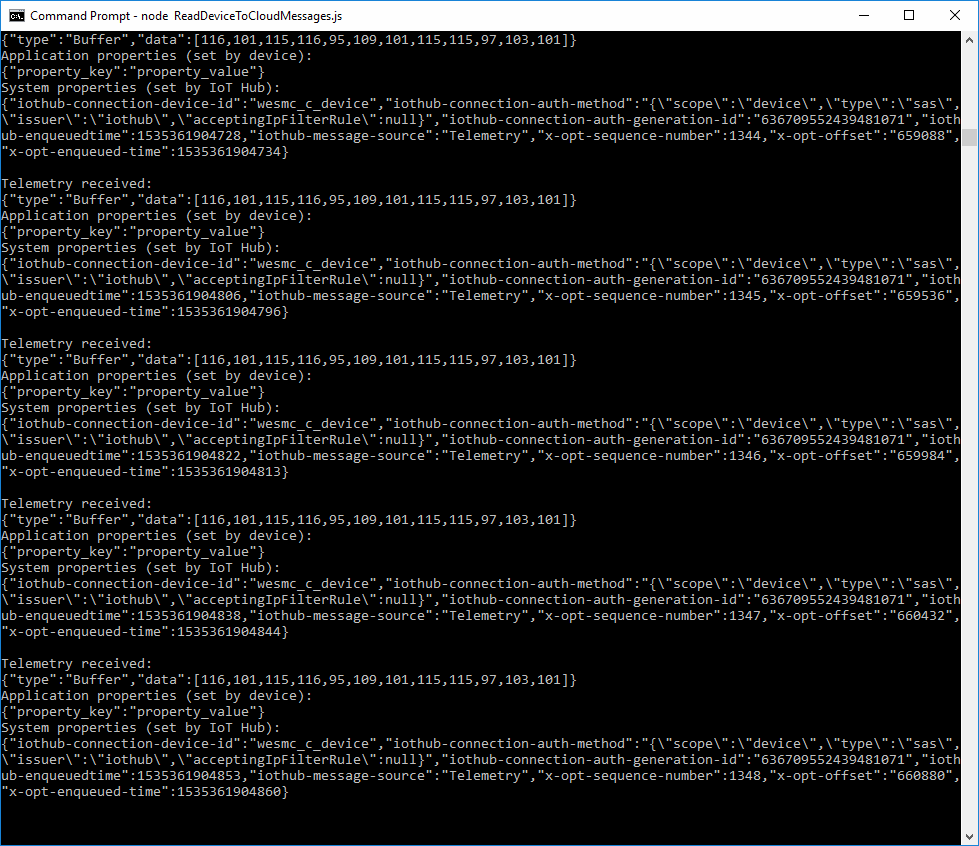 Command Prompt - node  ReadDeviceToCloudMessages.js
{"type":"Buffer","data":[116,101,115,116,95,109,101,115,115,97,103,101]}
Application properties (set by device):
{"property_key":"property_value"}
System properties (set by IoT Hub):
{"iothub-connection-device-id":"wesmc_c_device","iothub-connection-auth-method":"{\"scope\":\"device\",\"type\":\"sas\",
\"issuer\":\"iothub\",\"acceptingIpFilterRule\":null}","iothub-connection-auth-generation-id":"636709552439481071","ioth
ub-enqueuedtime":1535361904728,"iothub-message-source":"Telemetry","x-opt-sequence-number":1344,"x-opt-offset":"659088",
"x-opt-enqueued-time":1535361904734}
Telemetry received:
{"type":"Buffer","data":[116,101,115,116,95,109,101,115,115,97,103,101]}
Application properties (set by device):
{"property_key":"property_value"}
System properties (set by IoT Hub):
{"iothub-connection-device-id":"wesmc_c_device","iothub-connection-auth-method":"{\"scope\":\"device\",\"type\":\"sas\",
\"issuer\":\"iothub\",\"acceptingIpFilterRule\":null}","iothub-connection-auth-generation-id":"636709552439481071","ioth
ub-enqueuedtime":1535361904806,"iothub-message-source":"Telemetry","x-opt-sequence-number":1345,"x-opt-offset":"659536",
"x-opt-enqueued-time":1535361904796}
Telemetry received:
{"type":"Buffer","data":[116,101,115,116,95,109,101,115,115,97,103,101]}
Application properties (set by device):
{"property_key":"property_value"}
System properties (set by IoT Hub):
{"iothub-connection-device-id":"wesmc_c_device","iothub-connection-auth-method":"{\"scope\":\"device\",\"type\":\"sas\",
\"issuer\":\"iothub\",\"acceptingIpFilterRule\":null}","iothub-connection-auth-generation-id":"636709552439481071","ioth
ub-enqueuedtime":1535361904822,"iothub-message-source":"Telemetry","x-opt-sequence-number":1346,"x-opt-offset":"659984",
"x-opt-enqueued-time":1535361904813}
Telemetry received:
{"type":"Buffer","data":[116,101,115,116,95,109,101,115,115,97,103,101]}
Application properties (set by device):
{"property_key":"property_value"}
System properties (set by IoT Hub):
{"iothub-connection-device-id":"wesmc_c_device","iothub-connection-auth-method":"{\"scope\":\"device\",\"type\":\"sas\",
\"issuer\":\"iothub\",\"acceptingIpFilterRule\":null}","iothub-connection-auth-generation-id":"636709552439481071","ioth
ub-enqueuedtime":1535361904838,"iothub-message-source":"Telemetry","x-opt-sequence-number":1347,"x-opt-offset":"660432",
"x-opt-enqueued-time":1535361904844}
Telemetry received:
{"type":"Buffer","data":[116,101,115,116,95,109,101,115,115,97,103,101]}
Application properties (set by device):
{"property_key":"property_value"}
System properties (set by IoT Hub):
{"iothub-connection-device-id":"wesmc_c_device","iothub-connection-auth-method":"{\"scope\":\"device\",\"type\":\"sas\",
\"issuer\":\"iothub\",\"acceptingIpFilterRule\":null}","iothub-connection-auth-generation-id":"636709552439481071","ioth
ub-enqueuedtime":1535361904853,"iothub-message-source":"Telemetry","x-opt-sequence-number":1348,"x-opt-offset":"660880",
"x-opt-enqueued-time":1535361904860}